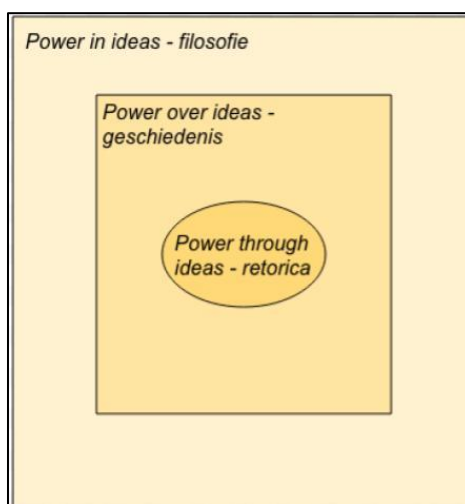 Power in ideas - filosofie
Power over ideas -
geschiedenis
Power through
ideas - retorica